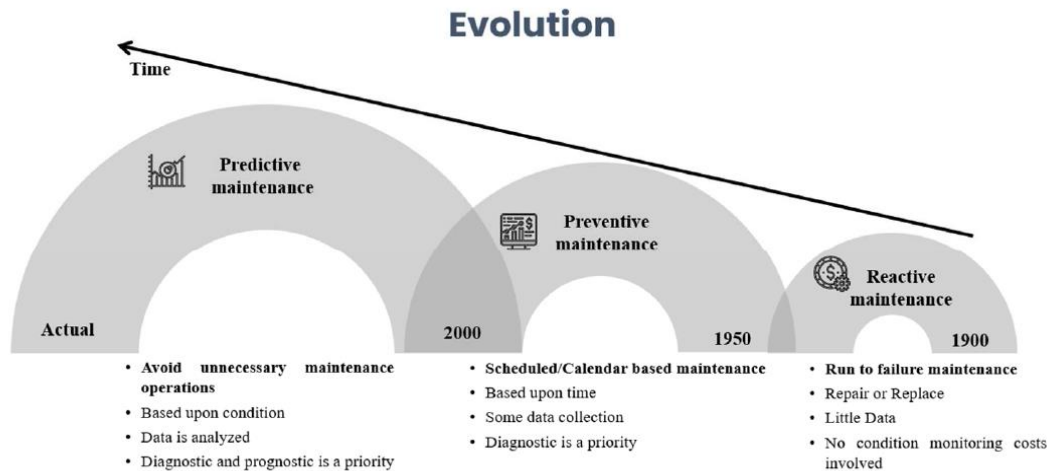 Evolution
Time
Predictive
maintenance
Preventive
maintenance
Reactive
maintenance
Actual
2000
1950
1900
• Avoid unnecessary maintenance
operations
• Based upon condition
• Data is analyzed
• Diagnostic and prognostic is a priority
• Scheduled/Calendar based maintenance
• Based upon time
• Some data collection
• Diagnostic is a priority
• Run to failure maintenance
• Repair or Replace
• Little Data
• No condition monitoring costs
involved